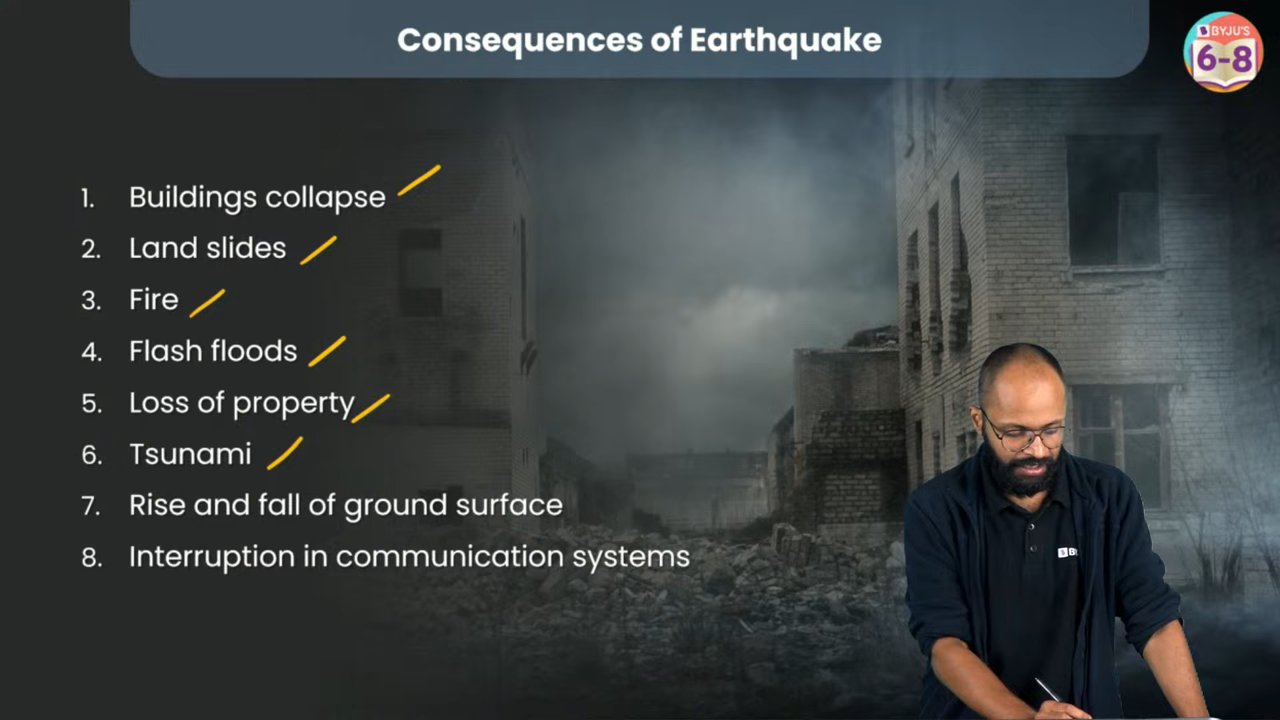 Consequences of Earthquake
BYJU'S
6-8
1. Buildings collapse
2. Land slides
3. Fire
4. Flash floods
5. Loss of property
6. Tsunami
7. Rise and fall of ground surface
8. Interruption in communication systems